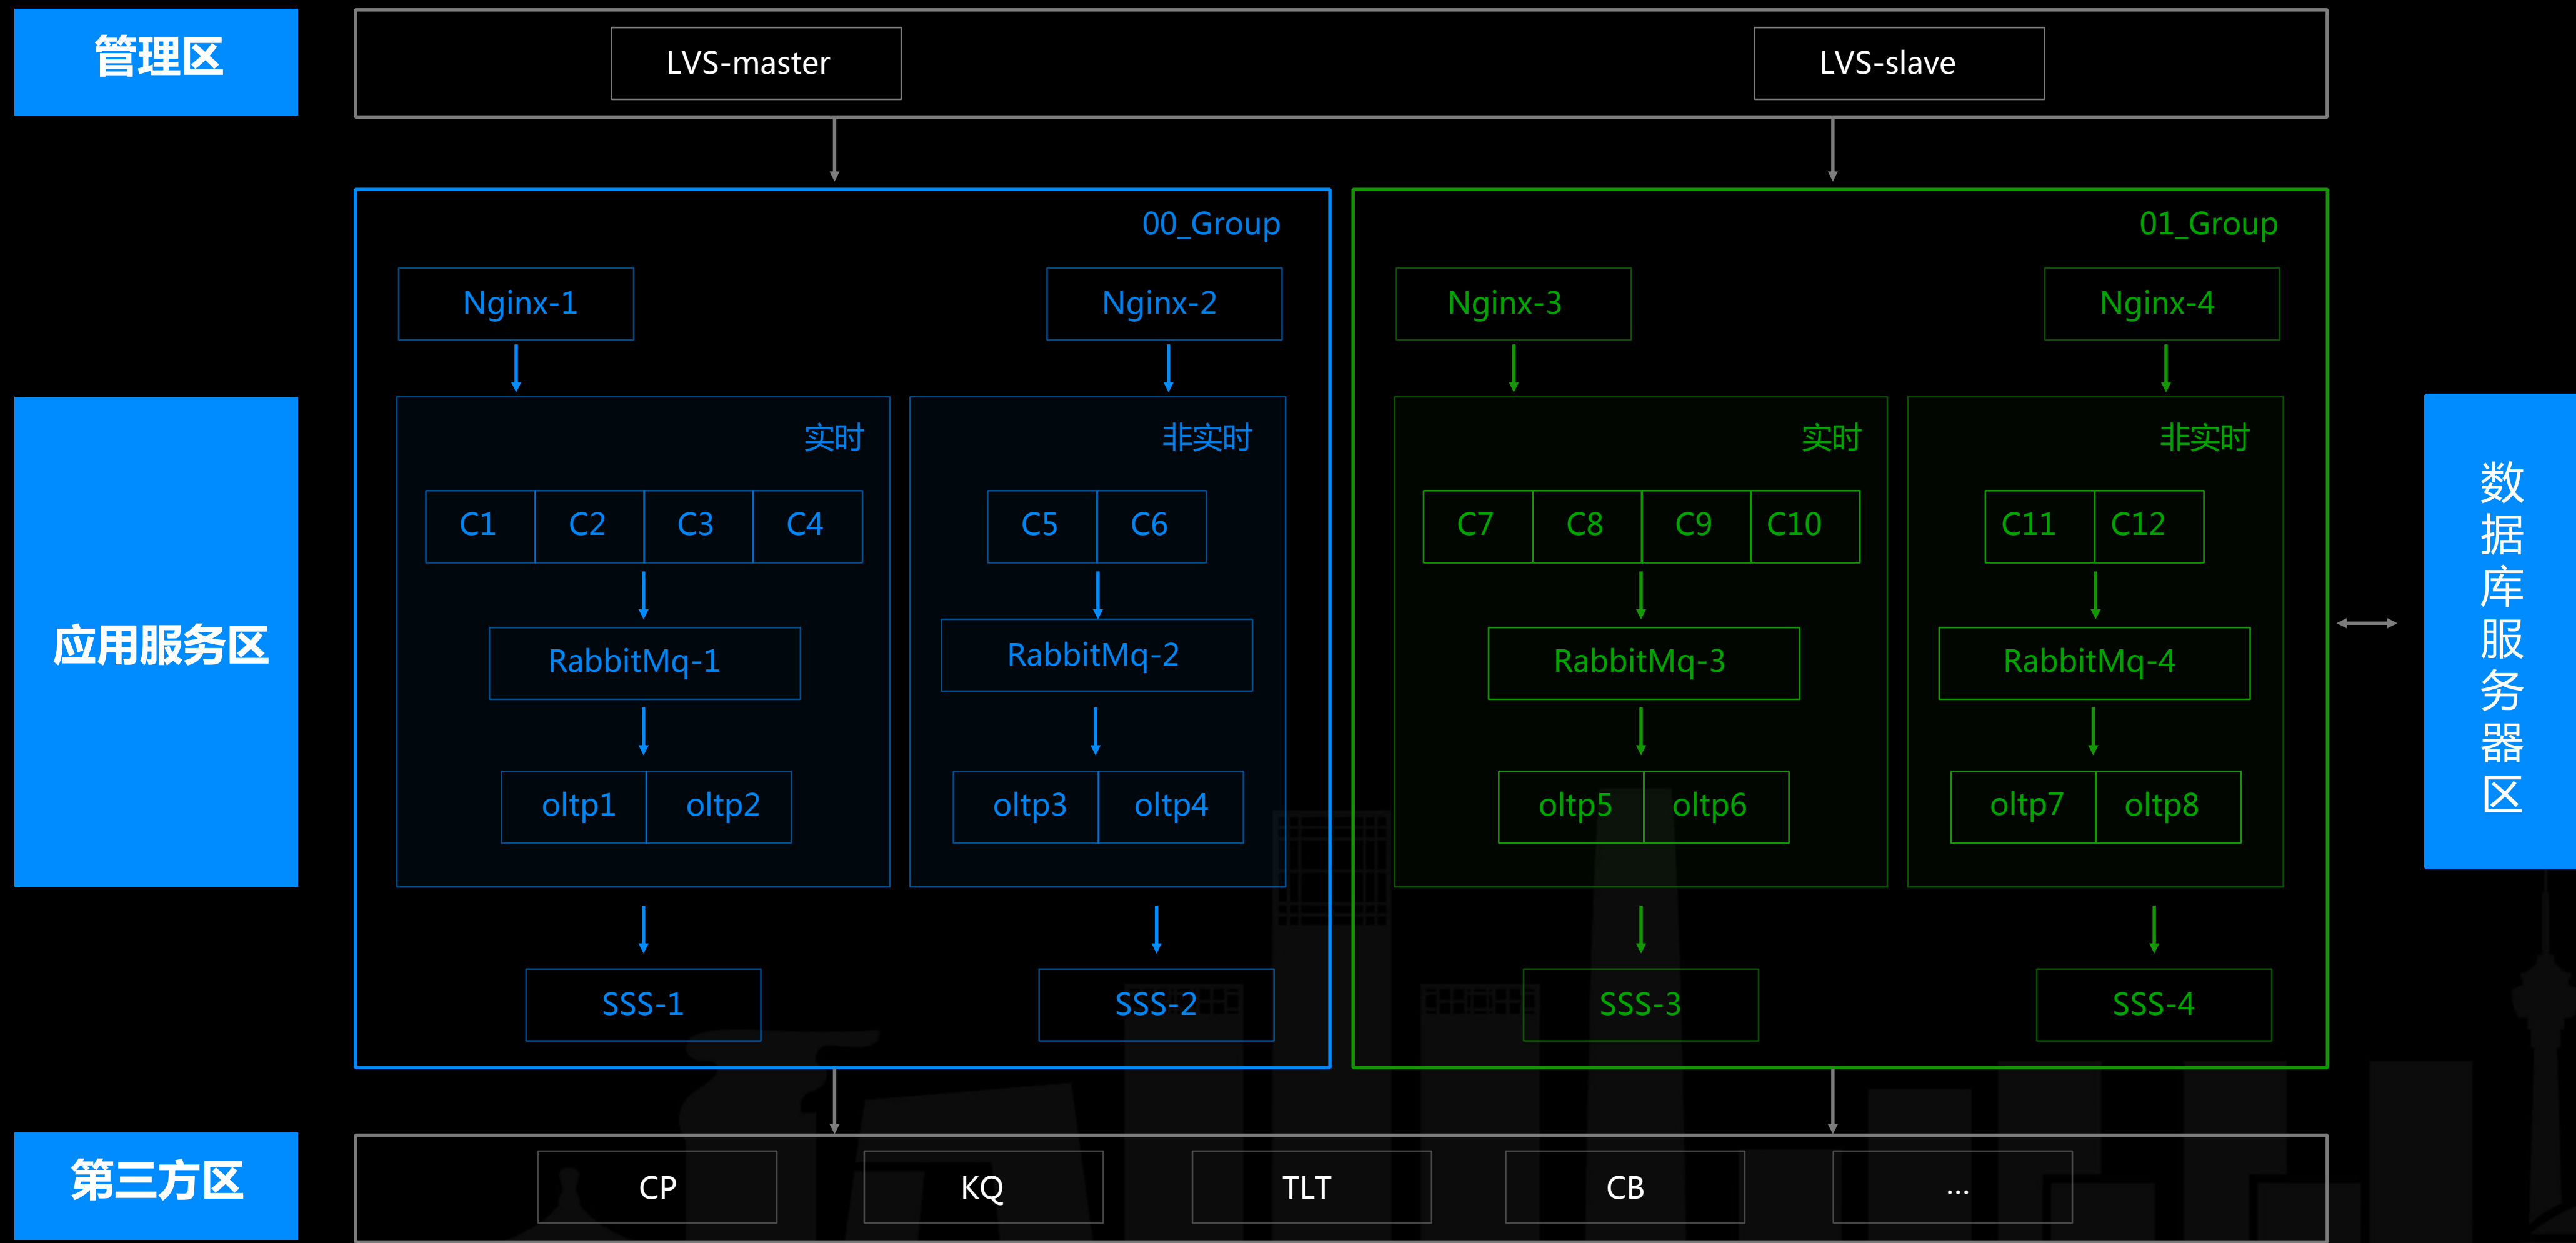 管理区
LVS-master
LVS-slave
应用服务区
00_Group
Nginx-1
Nginx-2
实时
C1 C2 C3 C4
RabbitMq-1
oltp1 oltp2
非实时
C5 C6
RabbitMq-2
oltp3 oltp4
SSS-1
SSS-2
01_Group
Nginx-3
Nginx-4
实时
C7 C8 C9 C10
RabbitMq-3
oltp5 oltp6
非实时
C11 C12
RabbitMq-4
oltp7 oltp8
SSS-3
SSS-4
数据库服务器区
第三方区
CP
KQ
TLT
CB
...